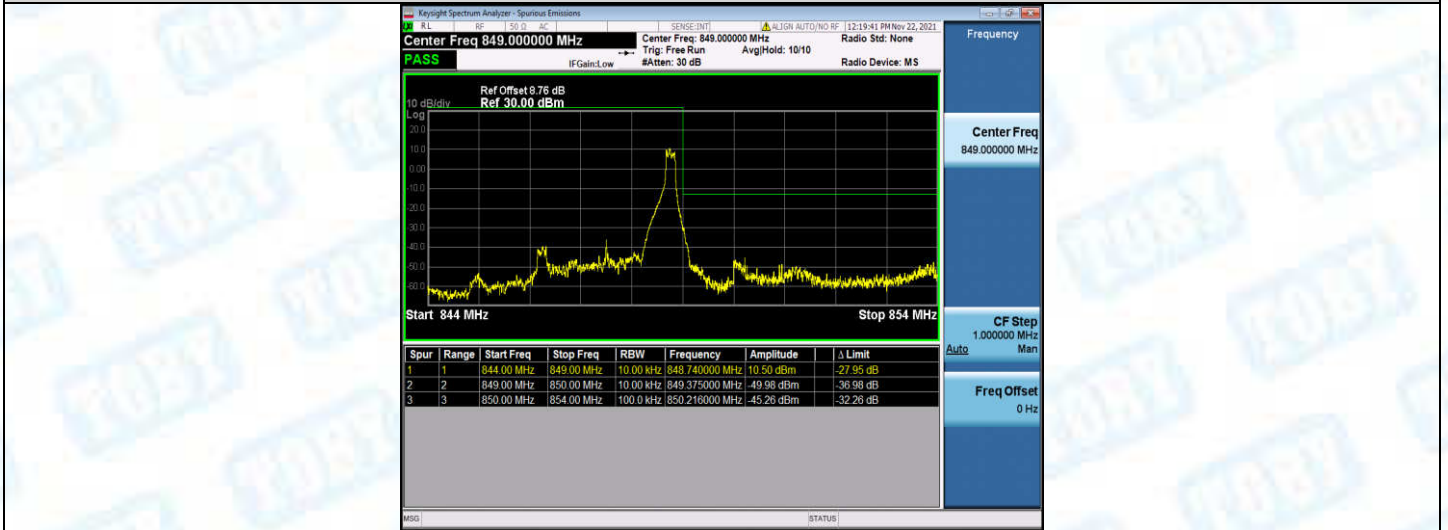 Keysight Spectrum Analyzer - Spurious Emissions
RL RF 50 Ω AC SENSE:INT ALIGN AUTO/NO RF 12:19:41 PM Nov 22, 2021
Center Freq 849.000000 MHz
Center Freq: 849.000000 MHz Radio Std: None
Trig: Free Run Avg|Hold: 10/10
PASS IFGain:Low #Atten: 30 dB Radio Device: MS
Frequency
Ref Offset 8.76 dB
10 dB/div Ref 30.00 dBm
Log
20.0
10.0
0.00
-10.0
-20.0
-30.0
-40.0
-50.0
-60.0
Start 844 MHz Stop 854 MHz
Center Freq
849.000000 MHz
CF Step
1.000000 MHz
Auto Man
Freq Offset
0 Hz
Spur Range Start Freq Stop Freq RBW Frequency Amplitude Δ Limit
1 1 844.00 MHz 849.00 MHz 10.00 kHz 848.740000 MHz 10.50 dBm -27.95 dB
2 2 849.00 MHz 850.00 MHz 10.00 kHz 849.375000 MHz -49.98 dBm -36.98 dB
3 3 850.00 MHz 854.00 MHz 100.0 kHz 850.216000 MHz -45.26 dBm -32.26 dB
MSG STATUS